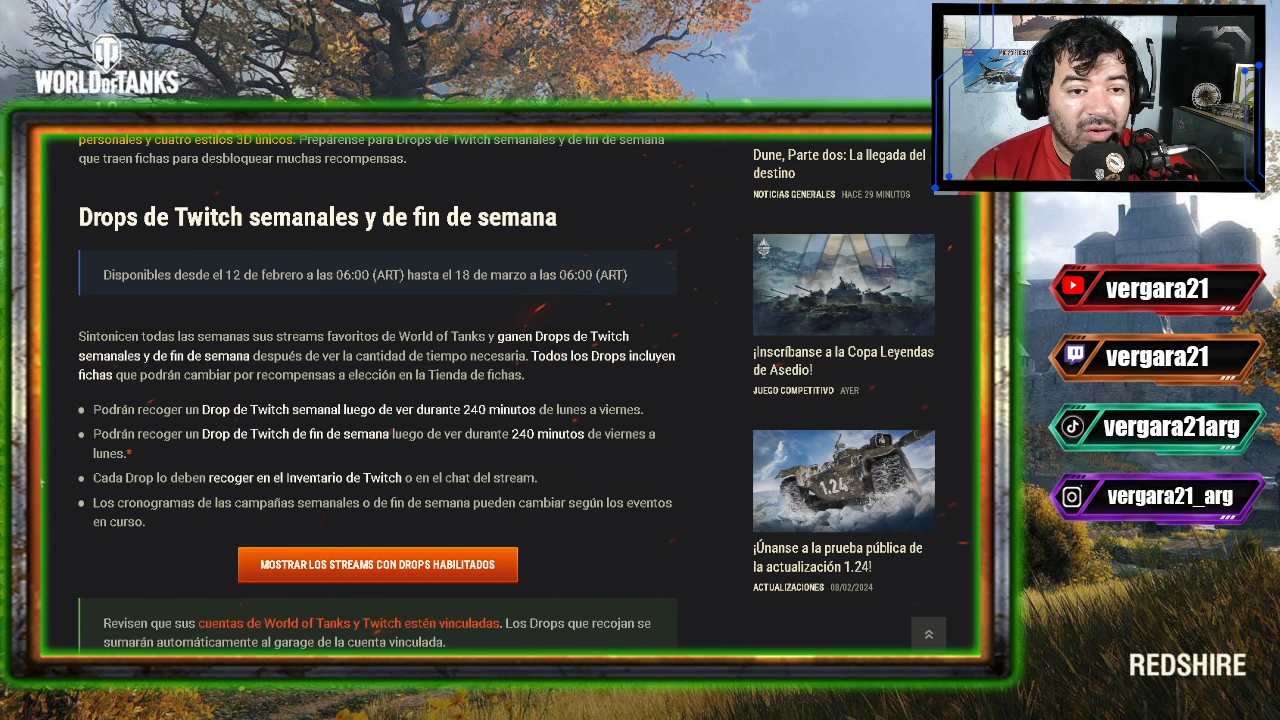 WORLD OF TANKS
personales y cuatro estilos 3D únicos. Prepárense para Drops de Twitch semanales y de fin de semana
que traen fichas para desbloquear muchas recompensas.
Drops de Twitch semanales y de fin de semana
Disponibles desde el 12 de febrero a las 06:00 (ART) hasta el 18 de marzo a las 06:00 (ART)
Sintonicen todas las semanas sus streams favoritos de World of Tanks y ganen Drops de Twitch
semanales y de fin de semana después de ver la cantidad de tiempo necesaria. Todos los Drops incluyen
fichas que podrán cambiar por recompensas a elección en la Tienda de fichas.
Podrán recoger un Drop de Twitch semanal luego de ver durante 240 minutos de lunes a viernes.
Podrán recoger un Drop de Twitch de fin de semana luego de ver durante 240 minutos de viernes a
lunes.*
Cada Drop lo deben recoger en el Inventario de Twitch o en el chat del stream.
Los cronogramas de las campañas semanales o de fin de semana pueden cambiar según los eventos
en curso.
MOSTRAR LOS STREAMS CON DROPS HABILITADOS
Revisen que sus cuentas de World of Tanks y Twitch estén vinculadas. Los Drops que recojan se
sumarán automáticamente al garage de la cuenta vinculada.
Dune, Parte dos: La llegada del
destino
NOTICIAS GENERALES HACE 29 MINUTOS
¡Inscríbanse a la Copa Leyendas
de Asedio!
JUEGO COMPETITIVO AYER
1.24
¡Únanse a la prueba pública de
la actualización 1.24!
ACTUALIZACIONES 08/02/2024
vergara21
vergara21
vergara21arg
vergara21_arg
REDSHIRE